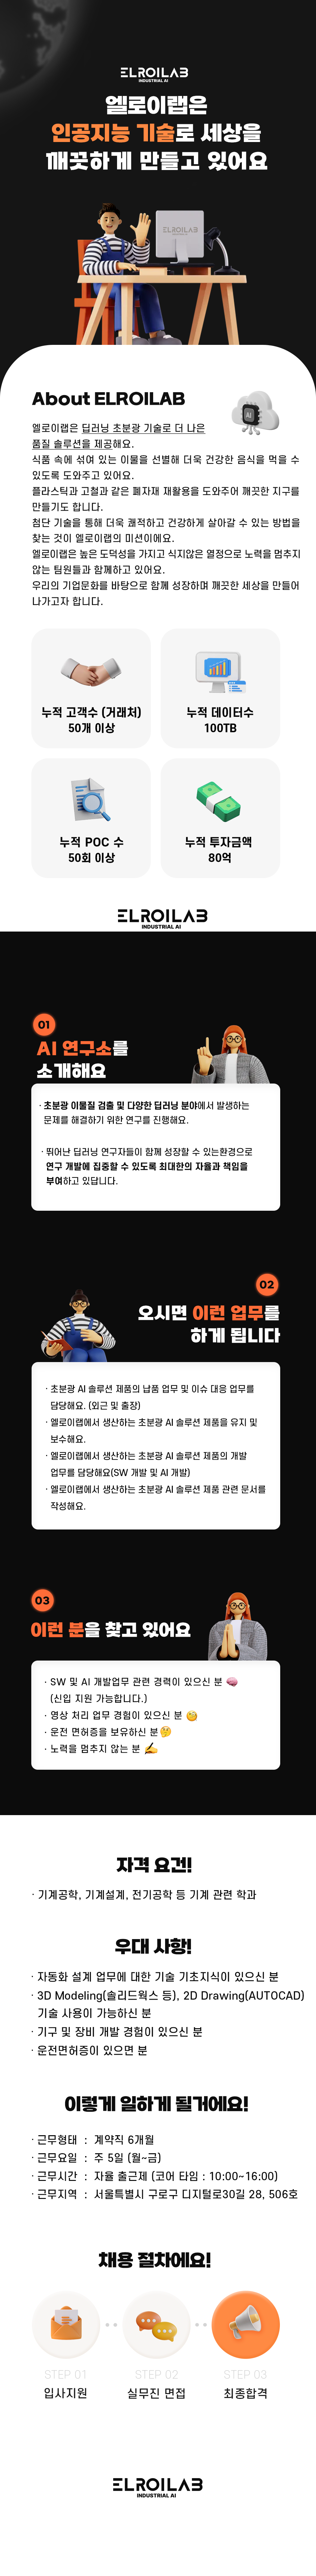 ELROILAB
INDUSTRIAL AI
엘로이랩은
인공지능 기술로 세상을
깨끗하게 만들고 있어요
ELROILAB
About ELROILAB
AI
엘로이랩은 딥러닝 초분광 기술로 더 나은
품질 솔루션을 제공해요.
식품 속에 섞여 있는 이물을 선별해 더욱 건강한 음식을 먹을 수
있도록 도와주고 있어요.
플라스틱과 고철과 같은 폐자재 재활용을 도와주어 깨끗한 지구를
만들기도 합니다.
첨단 기술을 통해 더욱 쾌적하고 건강하게 살아갈 수 있는 방법을
찾는 것이 엘로이랩의 미션이에요.
엘로이랩은 높은 도덕성을 가지고 식지않은 열정으로 노력을 멈추지
않는 팀원들과 함께하고 있어요.
우리의 기업문화를 바탕으로 함께 성장하며 깨끗한 세상을 만들어
나가고자 합니다.
누적 고객수 (거래처)
50개 이상
누적 데이터수
100TB
누적 POC 수
50회 이상
누적 투자금액
80억
ELROILAB
INDUSTRIAL AI
01
AI 연구소를
소개해요
· 초분광 이물질 검출 및 다양한 딥러닝 분야에서 발생하는
문제를 해결하기 위한 연구를 진행해요.
· 뛰어난 딥러닝 연구자들이 함께 성장할 수 있는환경으로
연구 개발에 집중할 수 있도록 최대한의 자율과 책임을
부여하고 있답니다.
02
오시면 이런 업무를
하게 됩니다
· 초분광 AI 솔루션 제품의 납품 업무 및 이슈 대응 업무를
담당해요. (외근 및 출장)
· 엘로이랩에서 생산하는 초분광 AI 솔루션 제품을 유지 및
보수해요.
· 엘로이랩에서 생산하는 초분광 AI 솔루션 제품의 개발
업무를 담당해요(SW 개발 및 AI 개발)
· 엘로이랩에서 생산하는 초분광 AI 솔루션 제품 관련 문서를
작성해요.
03
이런 분을 찾고 있어요
· SW 및 AI 개발업무 관련 경력이 있으신 분 🧠
(신입 지원 가능합니다.)
· 영상 처리 업무 경험이 있으신 분 🧐
· 운전 면허증을 보유하신 분🤔
· 노력을 멈추지 않는 분 ✍
자격 요건!
· 기계공학, 기계설계, 전기공학 등 기계 관련 학과
우대 사항!
· 자동화 설계 업무에 대한 기술 기초지식이 있으신 분
· 3D Modeling(솔리드웍스 등), 2D Drawing(AUTOCAD)
기술 사용이 가능하신 분
· 기구 및 장비 개발 경험이 있으신 분
· 운전면허증이 있으면 분
이렇게 일하게 될거에요!
· 근무형태 : 계약직 6개월
· 근무요일 : 주 5일 (월~금)
· 근무시간 : 자율 출근제 (코어 타임 : 10:00~16:00)
· 근무지역 : 서울특별시 구로구 디지털로30길 28, 506호
채용 절차에요!
STEP 01
STEP 02
STEP 03
입사지원
실무진 면접
최종합격
ELROILAB
INDUSTRIAL AI